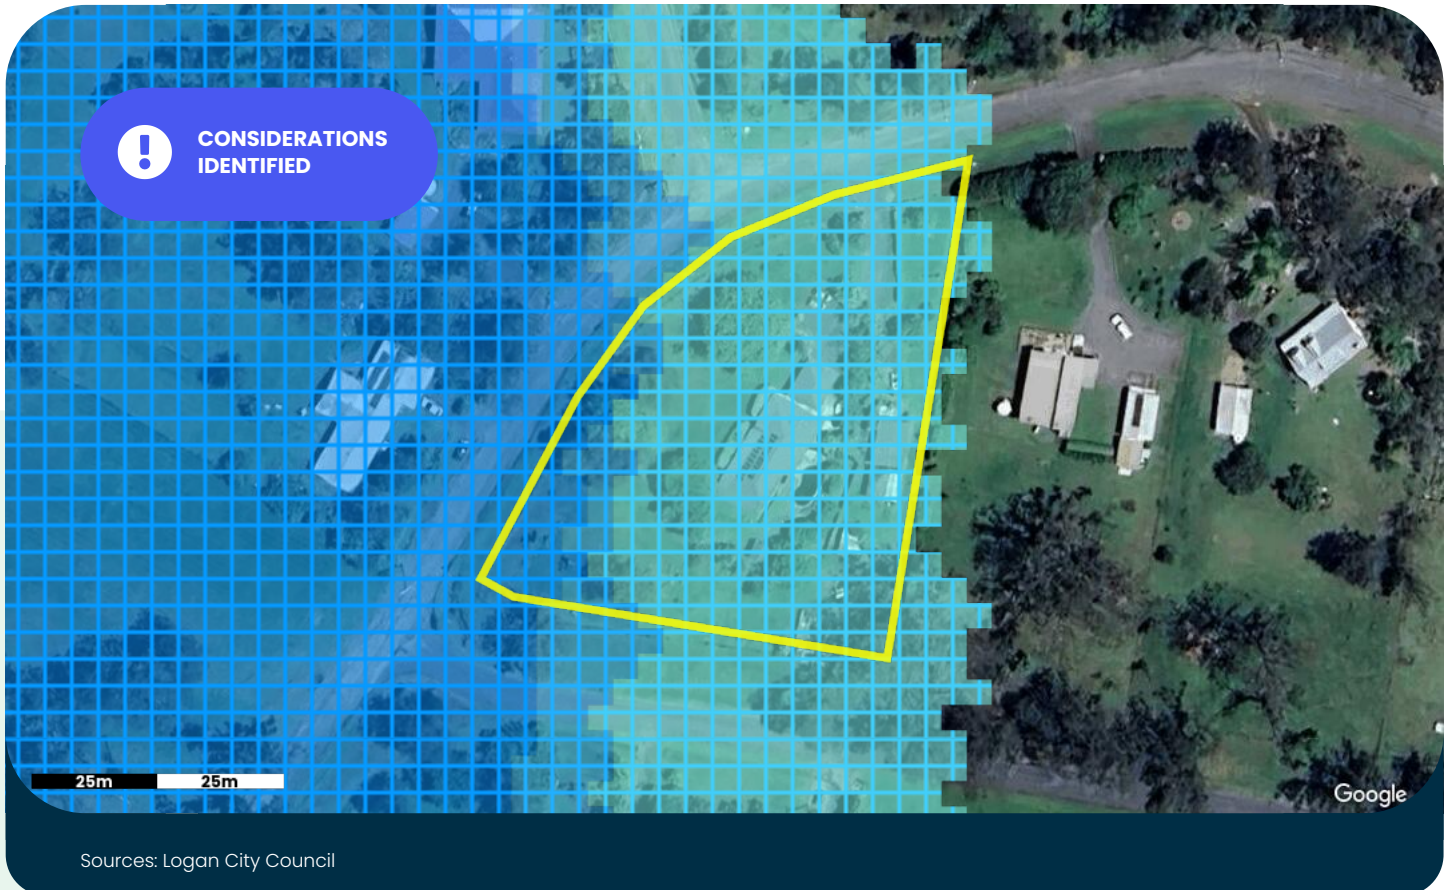 CONSIDERATIONS
IDENTIFIED
25m 25m
Google
Sources: Logan City Council